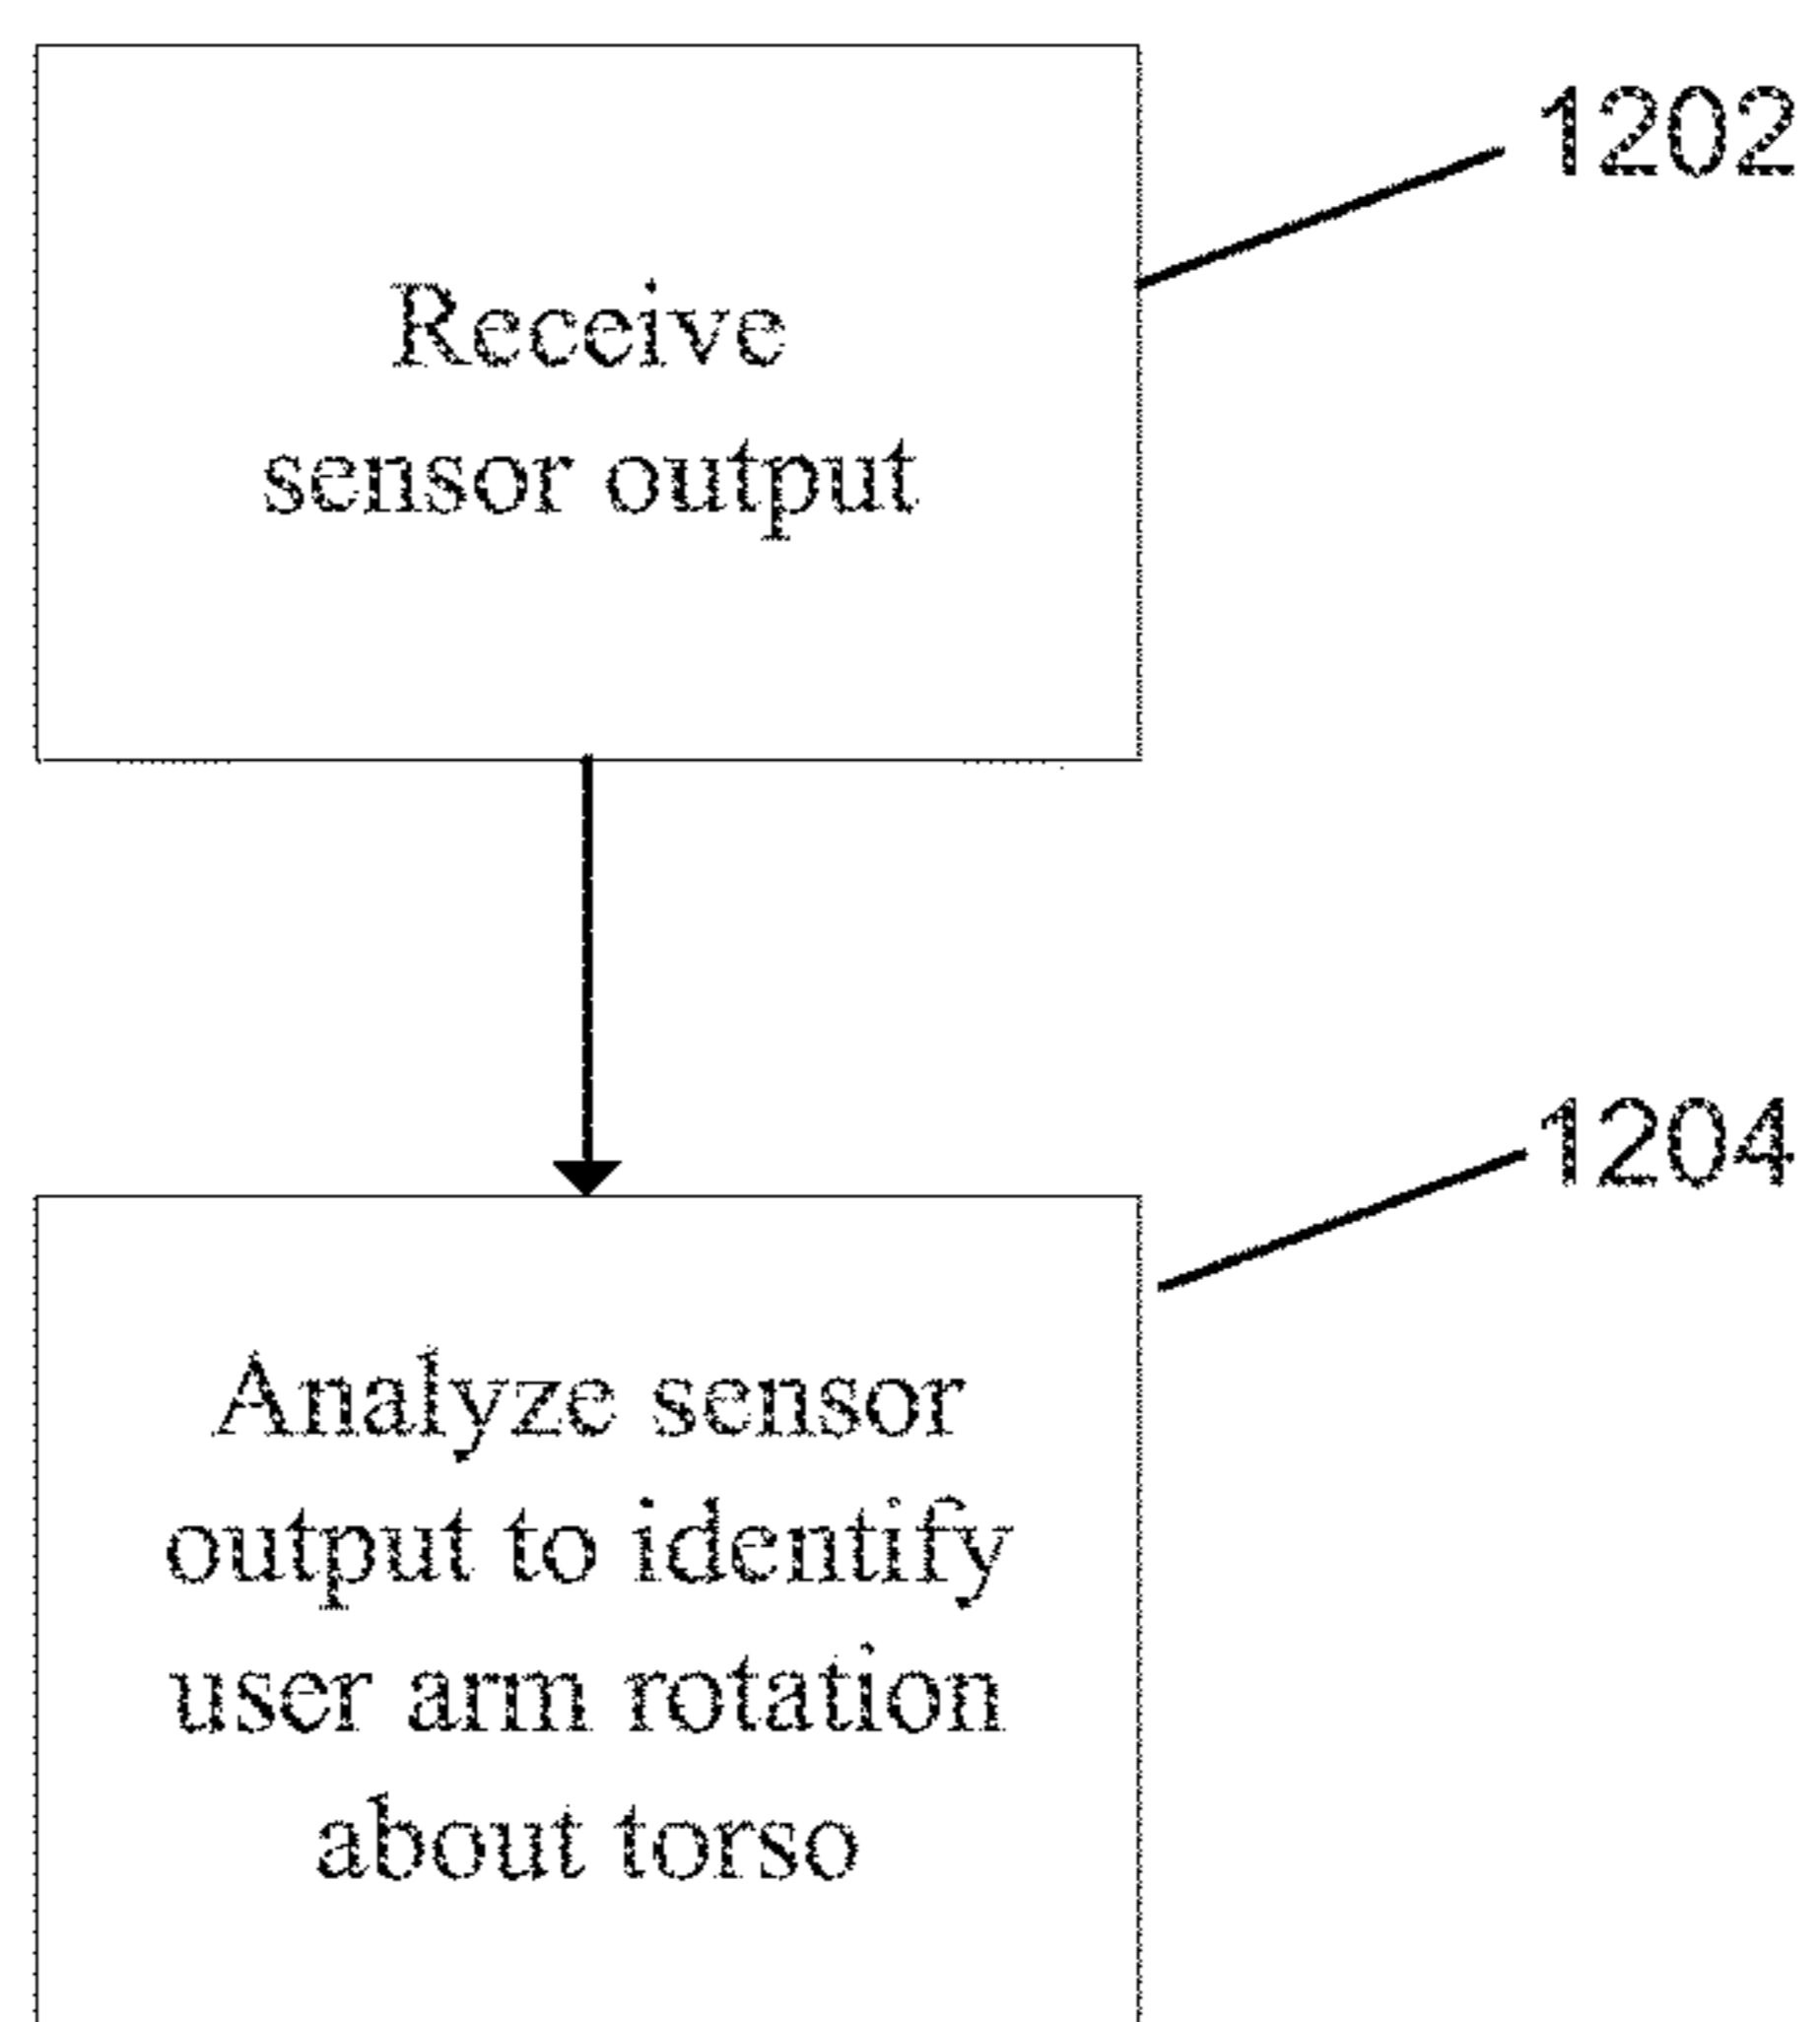 1202
Receive
sensor output
1204
Analyze sensor
output to identify
user arm rotation
about torso